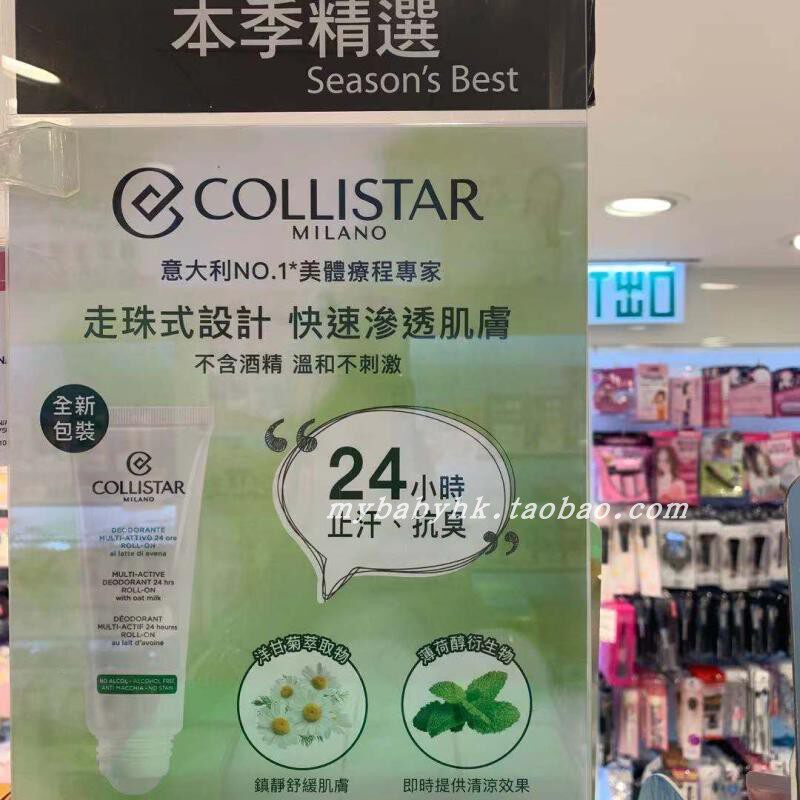 本季精選
Season's Best
COLLISTAR
MILANO
意大利NO.1*美體療程專家
走珠式設計 快速滲透肌膚
不含酒精 溫和不刺激
全新
包裝
COLLISTAR
MILANO
DEODORANTE
MULTI-ATTIVO 24 ore
ROLL-ON
al latte di avena
MULTI-ACTIVE
DEODORANT 24 hrs
ROLL-ON
with oat milk
DÉODORANT
MULTI-ACTIF 24 heures
ROLL-ON
au lait d'avoine
NO ALCOL - ALCOHOL FREE
ANTI MACCHIA - NO STAIN
24小時
止汗、抗臭
mybabyhk.taobao.com
洋甘菊萃取物
鎮靜舒緩肌膚
薄荷醇衍生物
即時提供清涼效果
出口